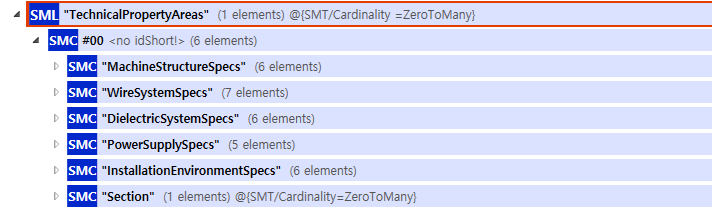 SML "TechnicalPropertyAreas" (1 elements) @{SMT/Cardinality =ZeroToMany}
SMC #00 <no idShort!> (6 elements)
SMC "MachineStructureSpecs" (6 elements)
SMC "WireSystemSpecs" (7 elements)
SMC "DielectricSystemSpecs" (6 elements)
SMC "PowerSupplySpecs" (5 elements)
SMC "InstallationEnvironmentSpecs" (6 elements)
SMC "Section" (1 elements) @{SMT/Cardinality=ZeroToMany}